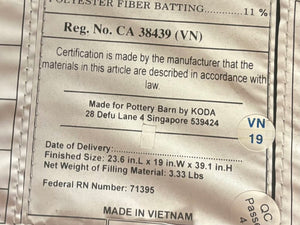 POLYESTER FIBER BATTING..........11 %
Reg. No. CA 38439 (VN)
Certification is made by the manufacturer that the
materials in this article are described in accordance with
law.
Made for Pottery Barn by KODA
28 Defu Lane 4 Singapore 539424
VN
19
Date of Delivery:
Finished Size: 23.6 in.L x 19 in.W x 39.1 in.H
Net Weight of Filling Material: 3.33 Lbs
Federal RN Number: 71395
QC
Passe
4
MADE IN VIETNAM